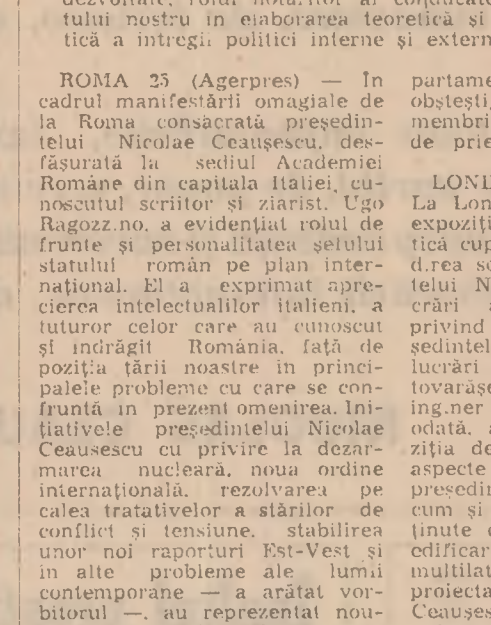 dezvoltare, rolul hotărîtor al conducăto
tului nostru în elaborarea teoretică și
tică a întregii politici interne și extern
ROMA 25 (Agerpres) — În
cadrul manifestării omagiale de
la Roma consacrată președin-
telui Nicolae Ceaușescu, des-
fășurată la sediul Academiei
Române din capitala Italiei, cu-
noscutul scriitor și ziarist, Ugo
Ragozz.no, a evidențiat rolul de
frunte și personalitatea șefului
statului român pe plan inter-
național. El a exprimat apre-
cierea intelectualilor italieni, a
tuturor celor care au cunoscut
și îndrăgit România, față de
poziția țării noastre în princi-
palele probleme cu care se con-
fruntă în prezent omenirea. Ini-
țiativele președintelui Nicolae
Ceaușescu cu privire la dezar-
marea nucleară, noua ordine
internațională, rezolvarea pe
calea tratativelor a stărilor de
conflict și tensiune, stabilirea
unor noi raporturi Est-Vest și
în alte probleme ale lumii
contemporane — a arătat vor-
bitorul —, au reprezentat nou-
partame
obștești,
membri
de prie
LOND
La Lon
expoziți
tică cup
d.rea so
telui N
crări a
privind
ședintel
lucrări
tovarășe
ing.ner
odată, a
ziția de
aspecte
președin
cum și
ținute d
edificar
multilat
proiecta
Ceaușes